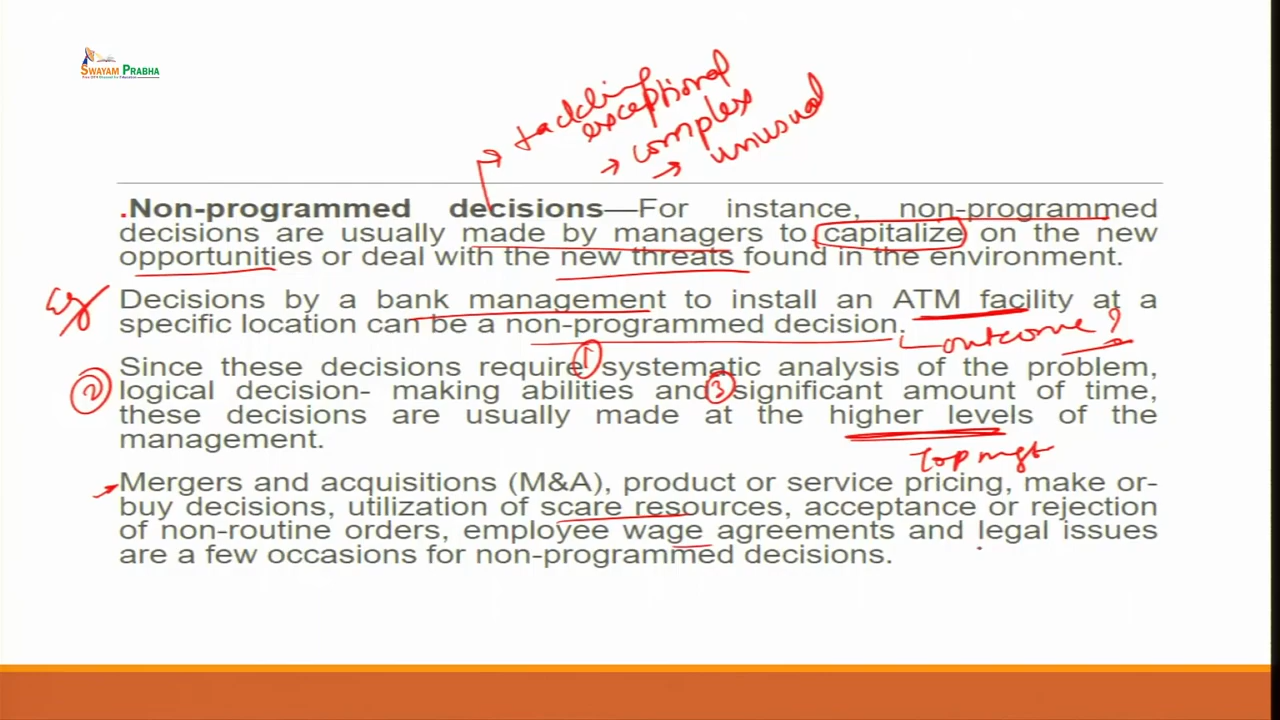 SWAYAM PRABHA
tackling
exceptional
→ complex
→ unusual
.Non-programmed decisions—For instance, non-programmed
decisions are usually made by managers to capitalize on the new
opportunities or deal with the new threats found in the environment.
Eg
Decisions by a bank management to install an ATM facility at a
specific location can be a non-programmed decision.
outcome ?
Since these decisions require ① systematic analysis of the problem,
② logical decision- making abilities and ③ significant amount of time,
these decisions are usually made at the higher levels of the
management.
Top mgt
Mergers and acquisitions (M&A), product or service pricing, make or-
buy decisions, utilization of scare resources, acceptance or rejection
of non-routine orders, employee wage agreements and legal issues
are a few occasions for non-programmed decisions.